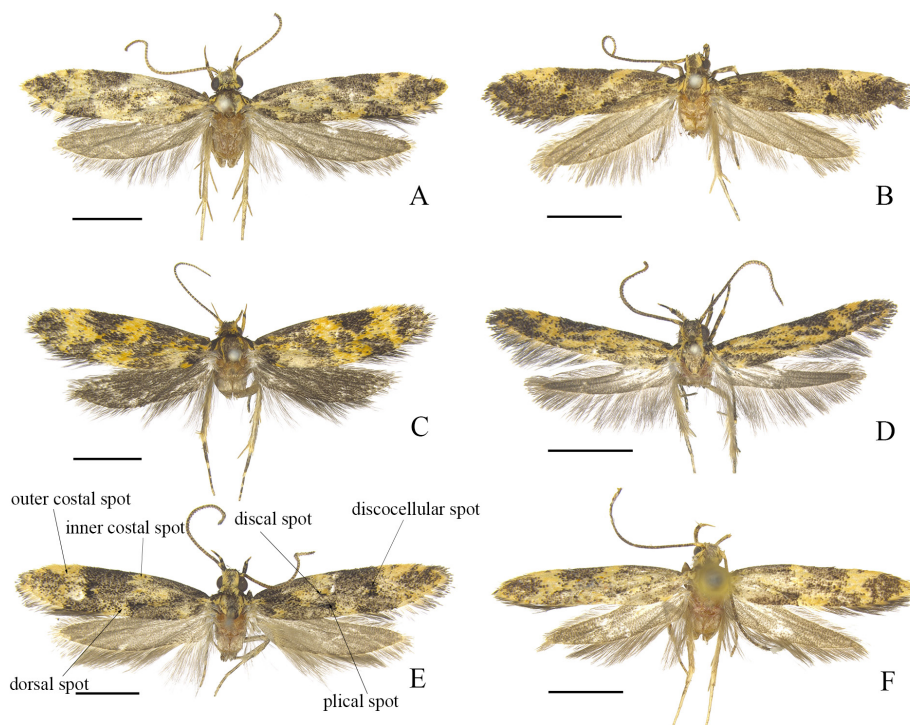 A
B
C
D
outer costal spot
inner costal spot
discal spot
discocellular spot
dorsal spot
E
plical spot
F